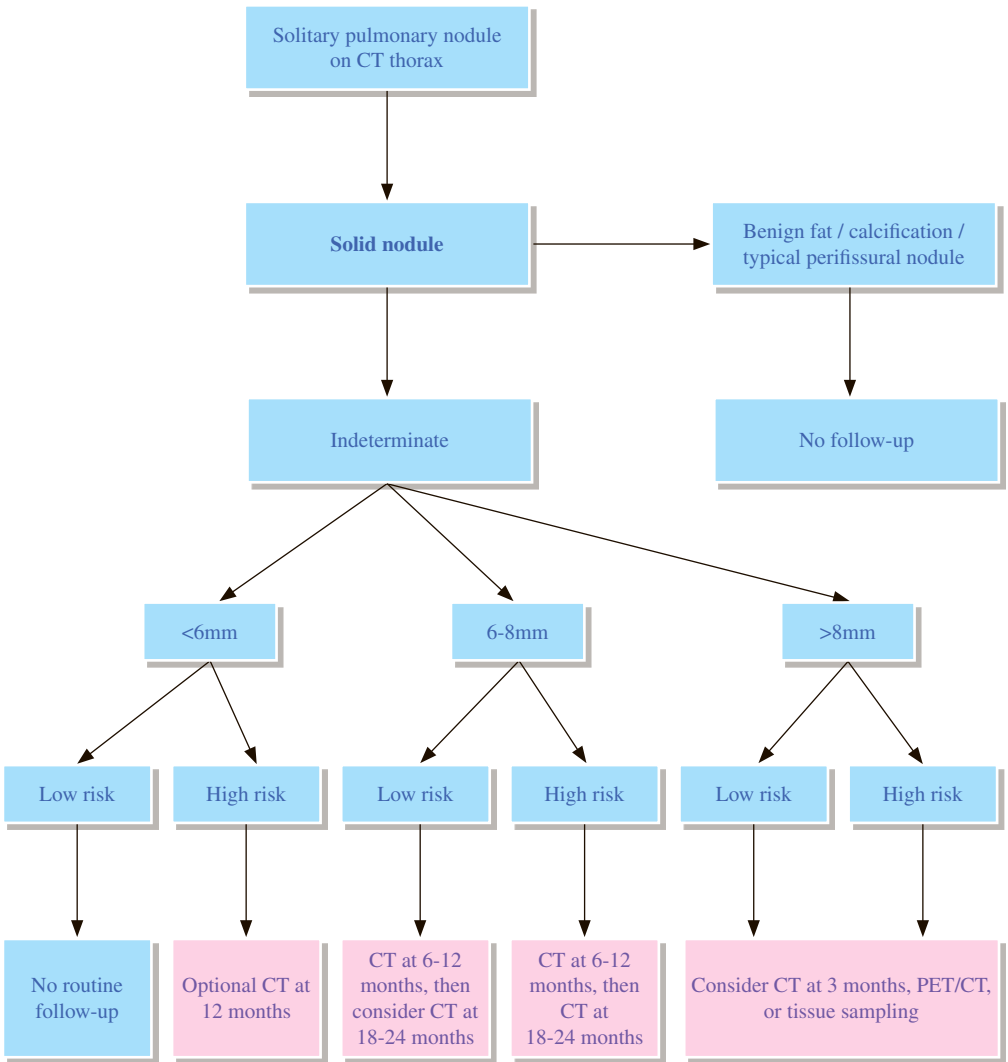 Solitary pulmonary nodule
on CT thorax
Solid nodule
Benign fat / calcification /
typical perifissural nodule
Indeterminate
No follow-up
<6mm
6-8mm
>8mm
Low risk
High risk
Low risk
High risk
Low risk
High risk
No routine
follow-up
Optional CT at
12 months
CT at 6-12
months, then
consider CT at
18-24 months
CT at 6-12
months, then
CT at
18-24 months
Consider CT at 3 months, PET/CT,
or tissue sampling